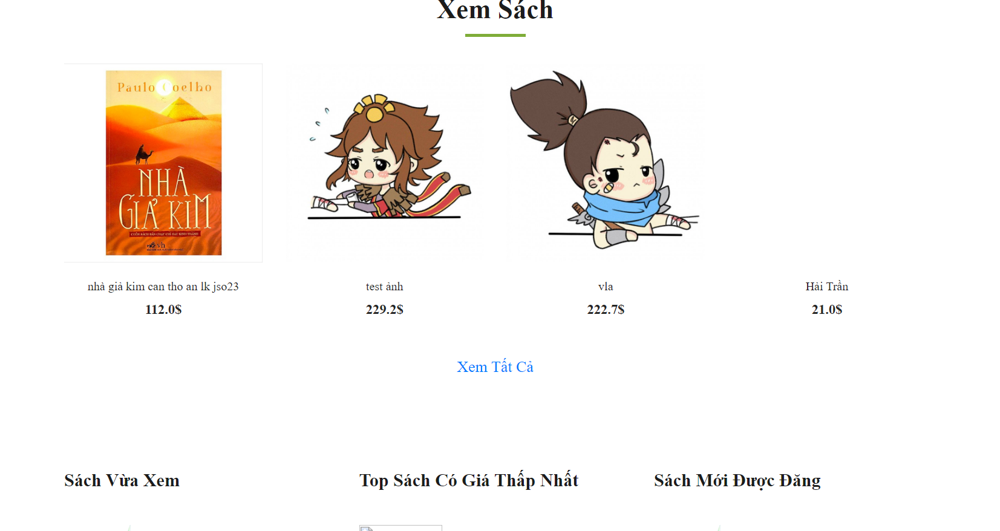 Xem Sách
Paulo Coelho
NHÀ
GIẢ KIM
CUỐN SÁCH BÁN CHẠY CHỈ SAU KINH THÁNH
nhà giả kim can tho an lk jso23
112.0$
test ảnh
229.2$
vla
222.7$
Hải Trần
21.0$
Xem Tất Cả
Sách Vừa Xem
Top Sách Có Giá Thấp Nhất
Sách Mới Được Đăng